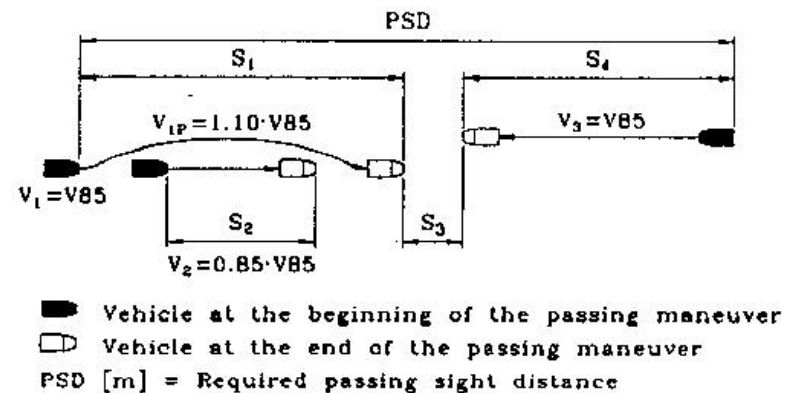 PSD
S₁ S₄
V₁P=1.10·V85 V₃=V85
V₁=V85
S₂ S₃
V₂=0.85·V85
Vehicle at the beginning of the passing maneuver
Vehicle at the end of the passing maneuver
PSD [m] = Required passing sight distance